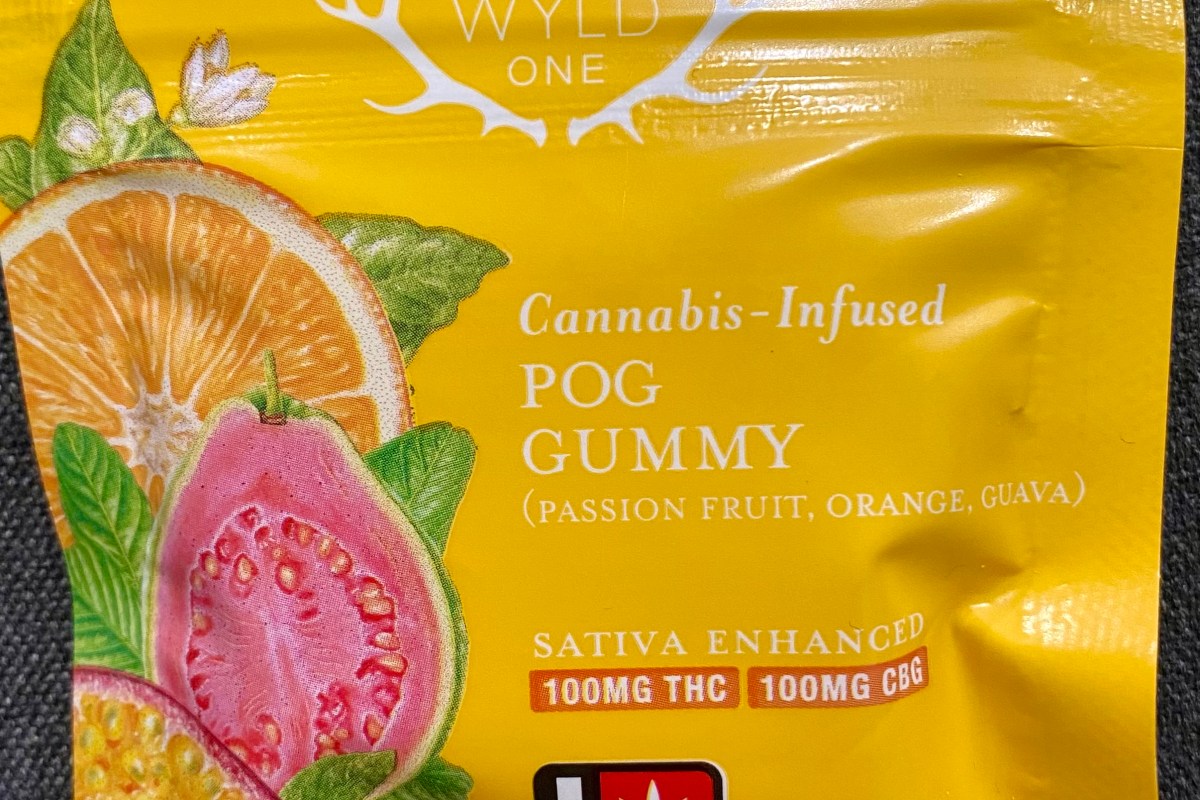 WYLD
ONE
Cannabis-Infused
POG
GUMMY
(PASSION FRUIT, ORANGE, GUAVA)
SATIVA ENHANCED
100MG THC 100MG CBG